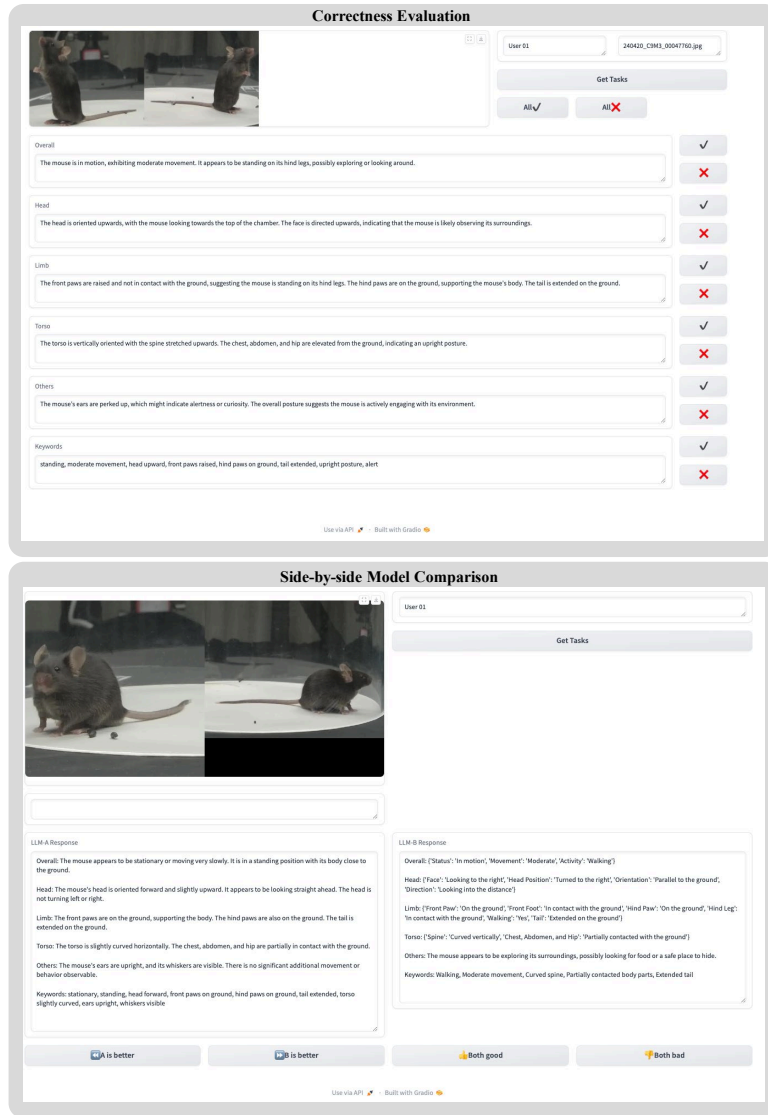 Correctness Evaluation
User 01
240420_C9M3_00047760.jpg
Get Tasks
All✓
All❌
Overall
The mouse is in motion, exhibiting moderate movement. It appears to be standing on its hind legs, possibly exploring or looking around.
Head
The head is oriented upwards, with the mouse looking towards the top of the chamber. The face is directed upwards, indicating that the mouse is likely observing its surroundings.
Limb
The front paws are raised and not in contact with the ground, suggesting the mouse is standing on its hind legs. The hind paws are on the ground, supporting the mouse's body. The tail is extended on the ground.
Torso
The torso is vertically oriented with the spine stretched upwards. The chest, abdomen, and hip are elevated from the ground, indicating an upright posture.
Others
The mouse's ears are perked up, which might indicate alertness or curiosity. The overall posture suggests the mouse is actively engaging with its environment.
Keywords
standing, moderate movement, head upward, front paws raised, hind paws on ground, tail extended, upright posture, alert
Use via API 🚀 · Built with Gradio
Side-by-side Model Comparison
User 01
Get Tasks
LLM-A Response
Overall: The mouse appears to be stationary or moving very slowly. It is in a standing position with its body close to
the ground.
Head: The mouse's head is oriented forward and slightly upward. It appears to be looking straight ahead. The head is
not turning left or right.
Limb: The front paws are on the ground, supporting the body. The hind paws are also on the ground. The tail is
extended on the ground.
Torso: The torso is slightly curved horizontally. The chest, abdomen, and hip are partially in contact with the ground.
Others: The mouse's ears are upright, and its whiskers are visible. There is no significant additional movement or
behavior observable.
Keywords: stationary, standing, head forward, front paws on ground, hind paws on ground, tail extended, torso
slightly curved, ears upright, whiskers visible
LLM-B Response
Overall: {'Status': 'In motion', 'Movement': 'Moderate', 'Activity': 'Walking'}
Head: {'Face': 'Looking to the right', 'Head Position': 'Turned to the right', 'Orientation': 'Parallel to the ground',
'Direction': 'Looking into the distance'}
Limb: {'Front Paw': 'On the ground', 'Front Foot': 'In contact with the ground', 'Hind Paw': 'On the ground', 'Hind Leg':
'In contact with the ground', 'Walking': 'Yes', 'Tail': 'Extended on the ground'}
Torso: {'Spine': 'Curved vertically', 'Chest, Abdomen, and Hip': 'Partially contacted with the ground'}
Others: The mouse appears to be exploring its surroundings, possibly looking for food or a safe place to hide.
Keywords: Walking, Moderate movement, Curved spine, Partially contacted body parts, Extended tail
⏪A is better
⏩B is better
👍Both good
👎Both bad
Use via API 🚀 · Built with Gradio